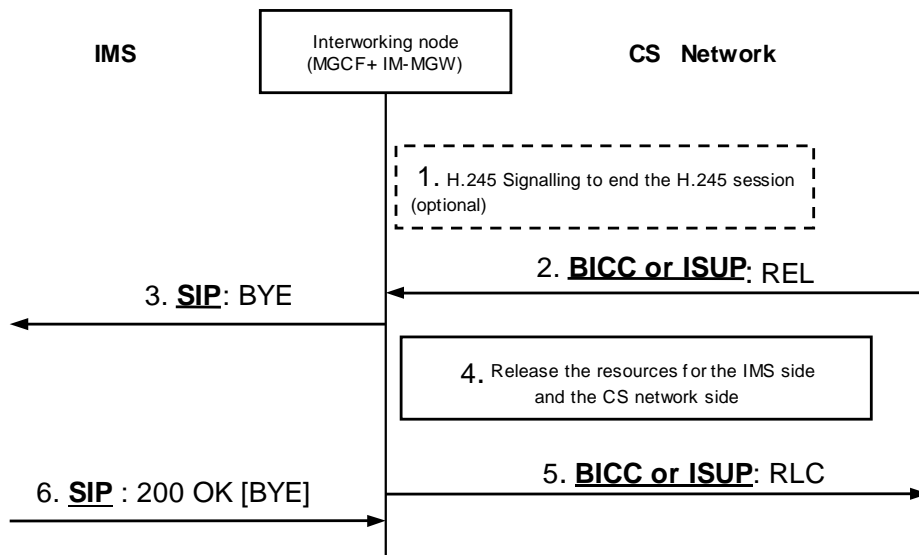 IMS
Interworking node
(MGCF+ IM-MGW)
CS Network
1. H.245 Signalling to end the H.245 session
(optional)
2. BICC or ISUP: REL
3. SIP: BYE
4. Release the resources for the IMS side
and the CS network side
5. BICC or ISUP: RLC
6. SIP : 200 OK [BYE]